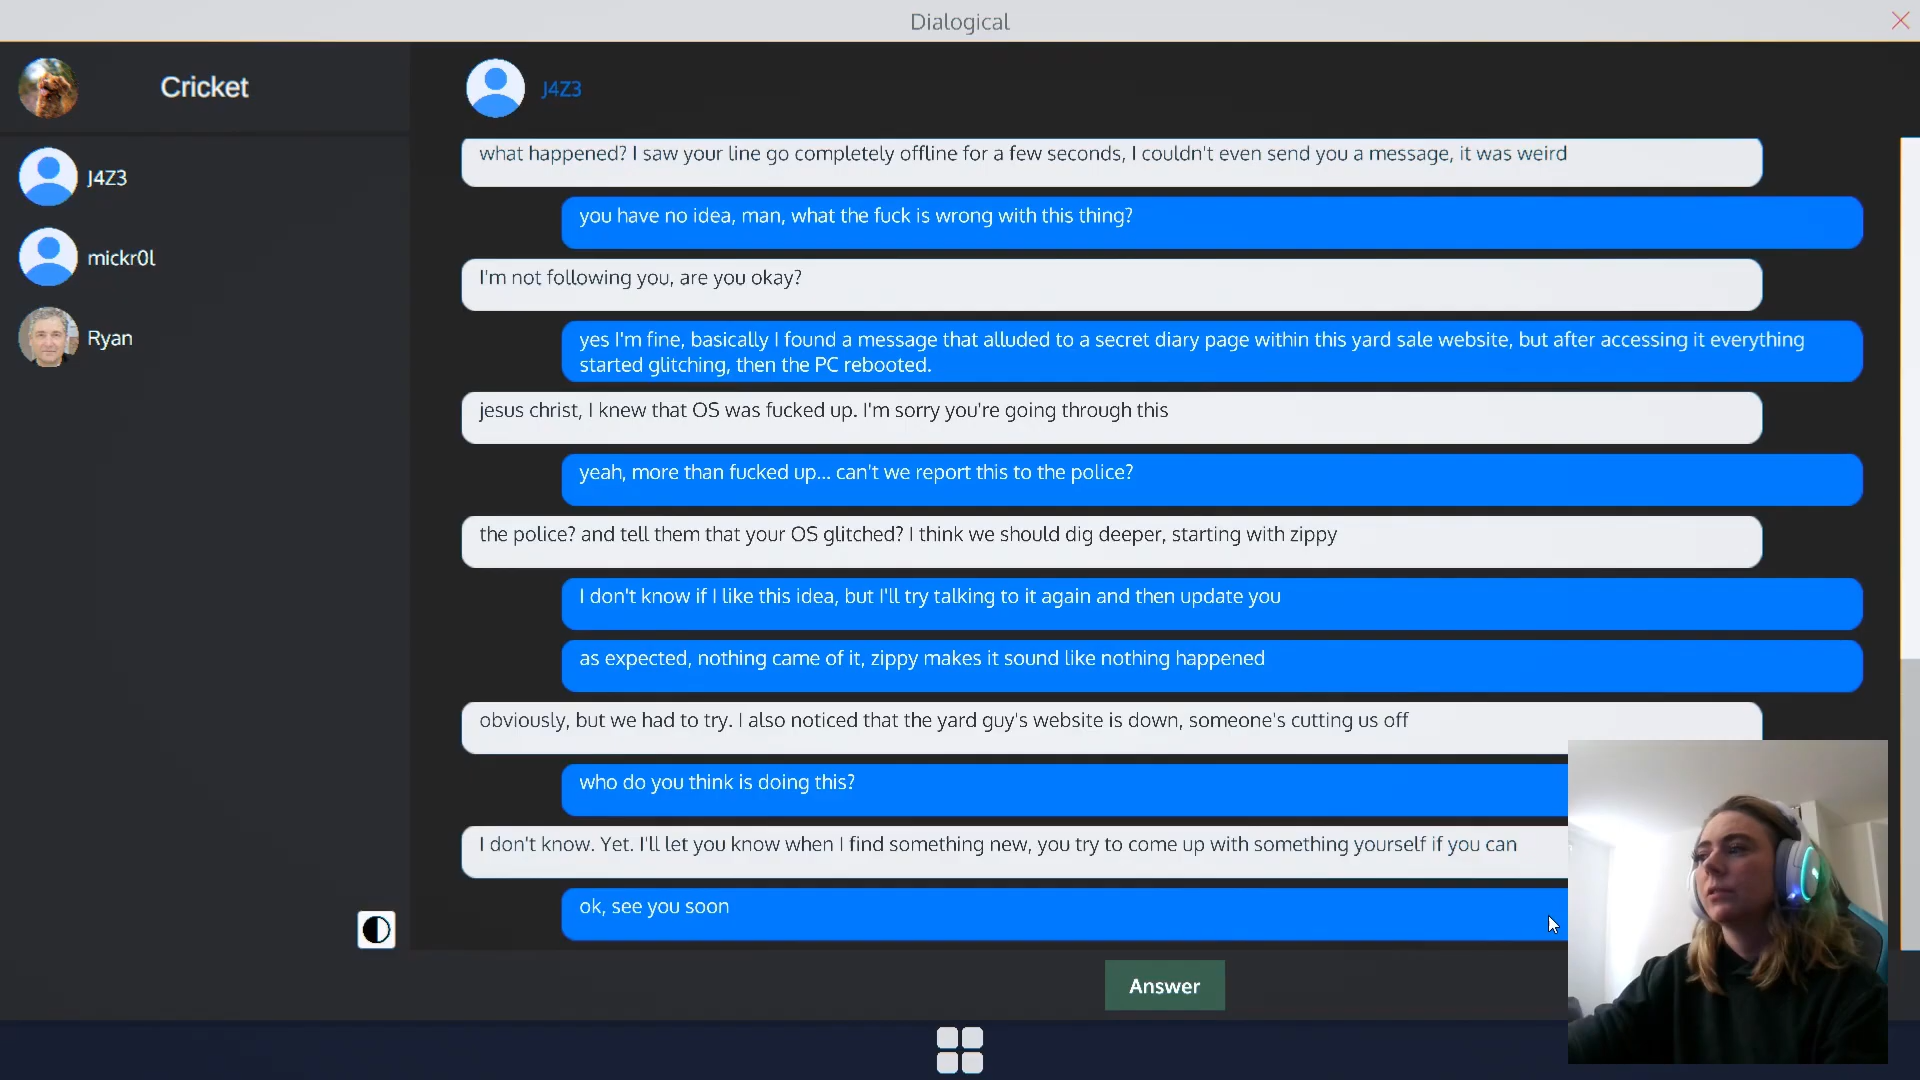 Dialogical
Cricket
J4Z3
mickr0l
Ryan
J4Z3
what happened? I saw your line go completely offline for a few seconds, I couldn't even send you a message, it was weird
you have no idea, man, what the fuck is wrong with this thing?
I'm not following you, are you okay?
yes I'm fine, basically I found a message that alluded to a secret diary page within this yard sale website, but after accessing it everything
started glitching, then the PC rebooted.
jesus christ, I knew that OS was fucked up. I'm sorry you're going through this
yeah, more than fucked up... can't we report this to the police?
the police? and tell them that your OS glitched? I think we should dig deeper, starting with zippy
I don't know if I like this idea, but I'll try talking to it again and then update you
as expected, nothing came of it, zippy makes it sound like nothing happened
obviously, but we had to try. I also noticed that the yard guy's website is down, someone's cutting us off
who do you think is doing this?
I don't know. Yet. I'll let you know when I find something new, you try to come up with something yourself if you can
ok, see you soon
Answer